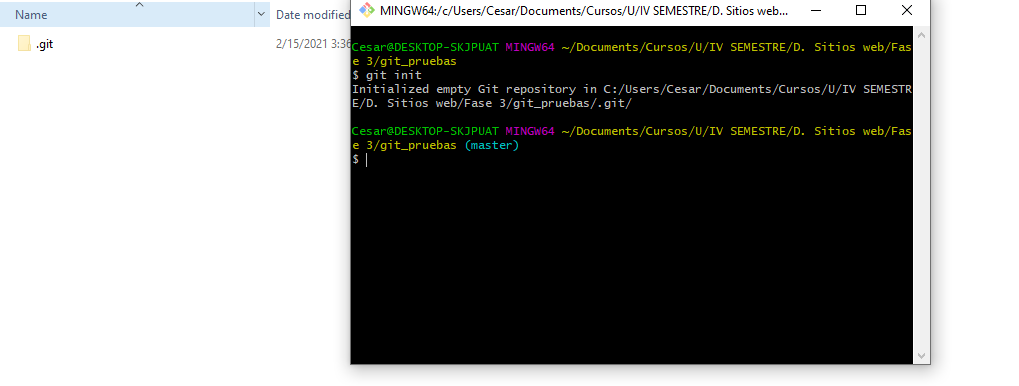 Name
Date modified
.git
2/15/2021 3:36
MINGW64:/c/Users/Cesar/Documents/Cursos/U/IV SEMESTRE/D. Sitios web...
Cesar@DESKTOP-SKJPUAT MINGW64 ~/Documents/Cursos/U/IV SEMESTRE/D. Sitios web/Fas
e 3/git_pruebas
$ git init
Initialized empty Git repository in C:/Users/Cesar/Documents/Cursos/U/IV SEMESTR
E/D. Sitios web/Fase 3/git_pruebas/.git/
Cesar@DESKTOP-SKJPUAT MINGW64 ~/Documents/Cursos/U/IV SEMESTRE/D. Sitios web/Fas
e 3/git_pruebas (master)
$